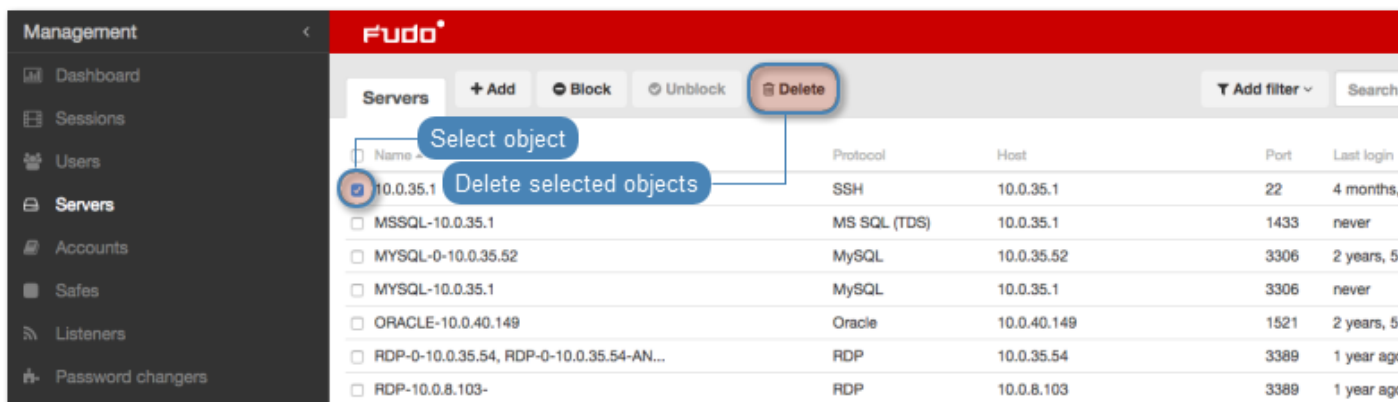 Management
Fudo
Dashboard
Servers + Add Block Unblock Delete Add filter Search
Sessions
Select object
Users
Name Protocol Host Port Last login
Delete selected objects
10.0.35.1 SSH 10.0.35.1 22 4 months,
Servers
MSSQL-10.0.35.1 MS SQL (TDS) 10.0.35.1 1433 never
Accounts
MYSQL-0-10.0.35.52 MySQL 10.0.35.52 3306 2 years, 5
Safes
MYSQL-10.0.35.1 MySQL 10.0.35.1 3306 never
Listeners
ORACLE-10.0.40.149 Oracle 10.0.40.149 1521 2 years, 5
RDP-0-10.0.35.54, RDP-0-10.0.35.54-AN... RDP 10.0.35.54 3389 1 year ago
Password changers
RDP-10.0.8.103- RDP 10.0.8.103 3389 1 year ago